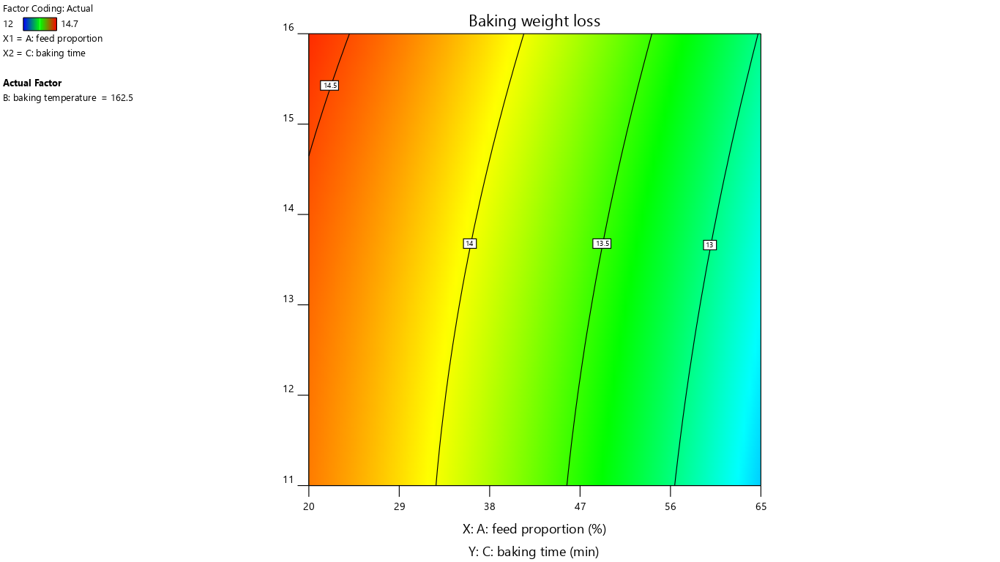 Factor Coding: Actual
12 14.7
X1 = A: feed proportion
X2 = C: baking time
Actual Factor
B: baking temperature = 162.5
Baking weight loss
16
15
14
13
12
11
14.5
14
13.5
13
20 29 38 47 56 65
X: A: feed proportion (%)
Y: C: baking time (min)